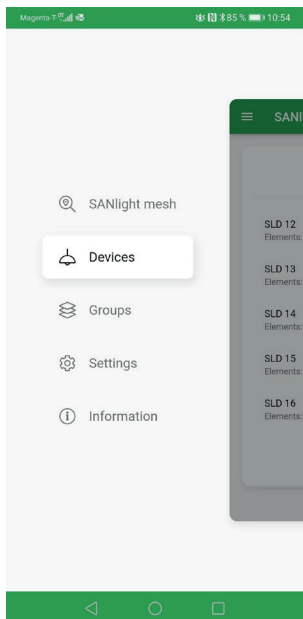 Magenta-T 85 % 10:54
SANl
SANlight mesh
Devices
Groups
Settings
Information
SLD 12
Elements:
SLD 13
Elements:
SLD 14
Elements:
SLD 15
Elements:
SLD 16
Elements: